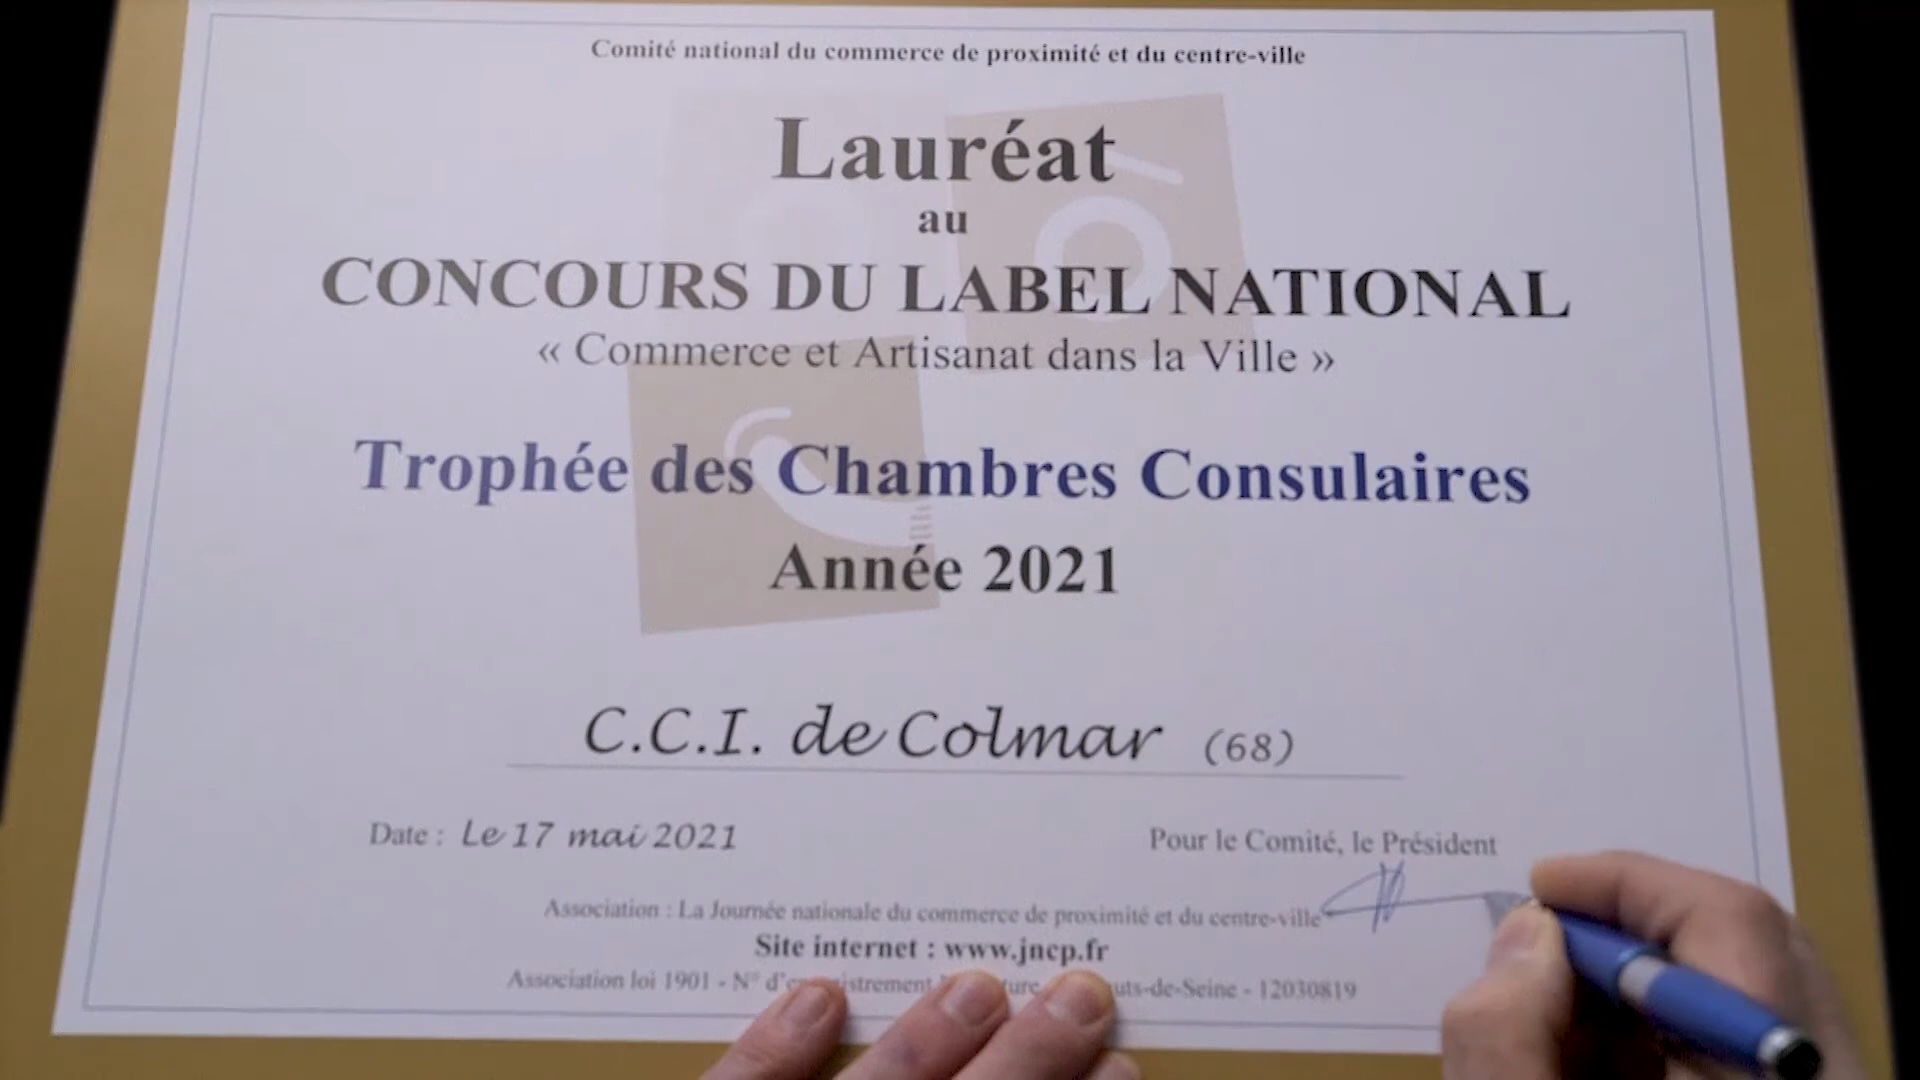 Comité national du commerce de proximité et du centre-ville
Lauréat
au
CONCOURS DU LABEL NATIONAL
« Commerce et Artisanat dans la Ville »
Trophée des Chambres Consulaires
Année 2021
C.C.I. de Colmar (68)
Date : Le 17 mai 2021
Pour le Comité, le Président
Association : La Journée nationale du commerce de proximité et du centre-ville
Site internet : www.jncp.fr
Association loi 1901 - N° - 12030819